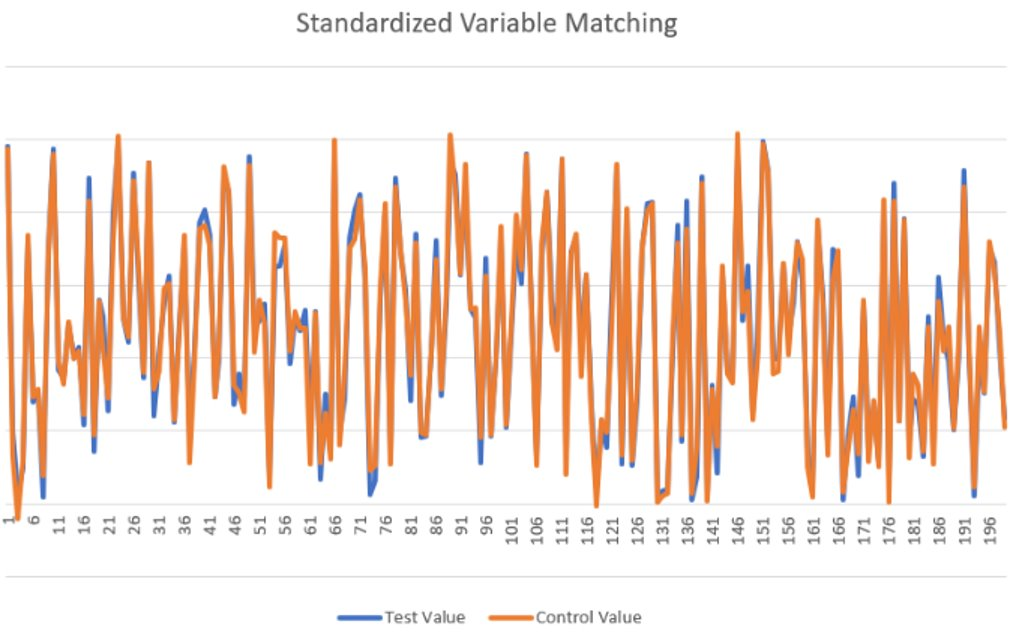 Standardized Variable Matching
1 6 11 16 21 26 31 36 41 46 51 56 61 66 71 76 81 86 91 96 101 106 111 116 121 126 131 136 141 146 151 156 161 166 171 176 181 186 191 196
Test Value Control Value